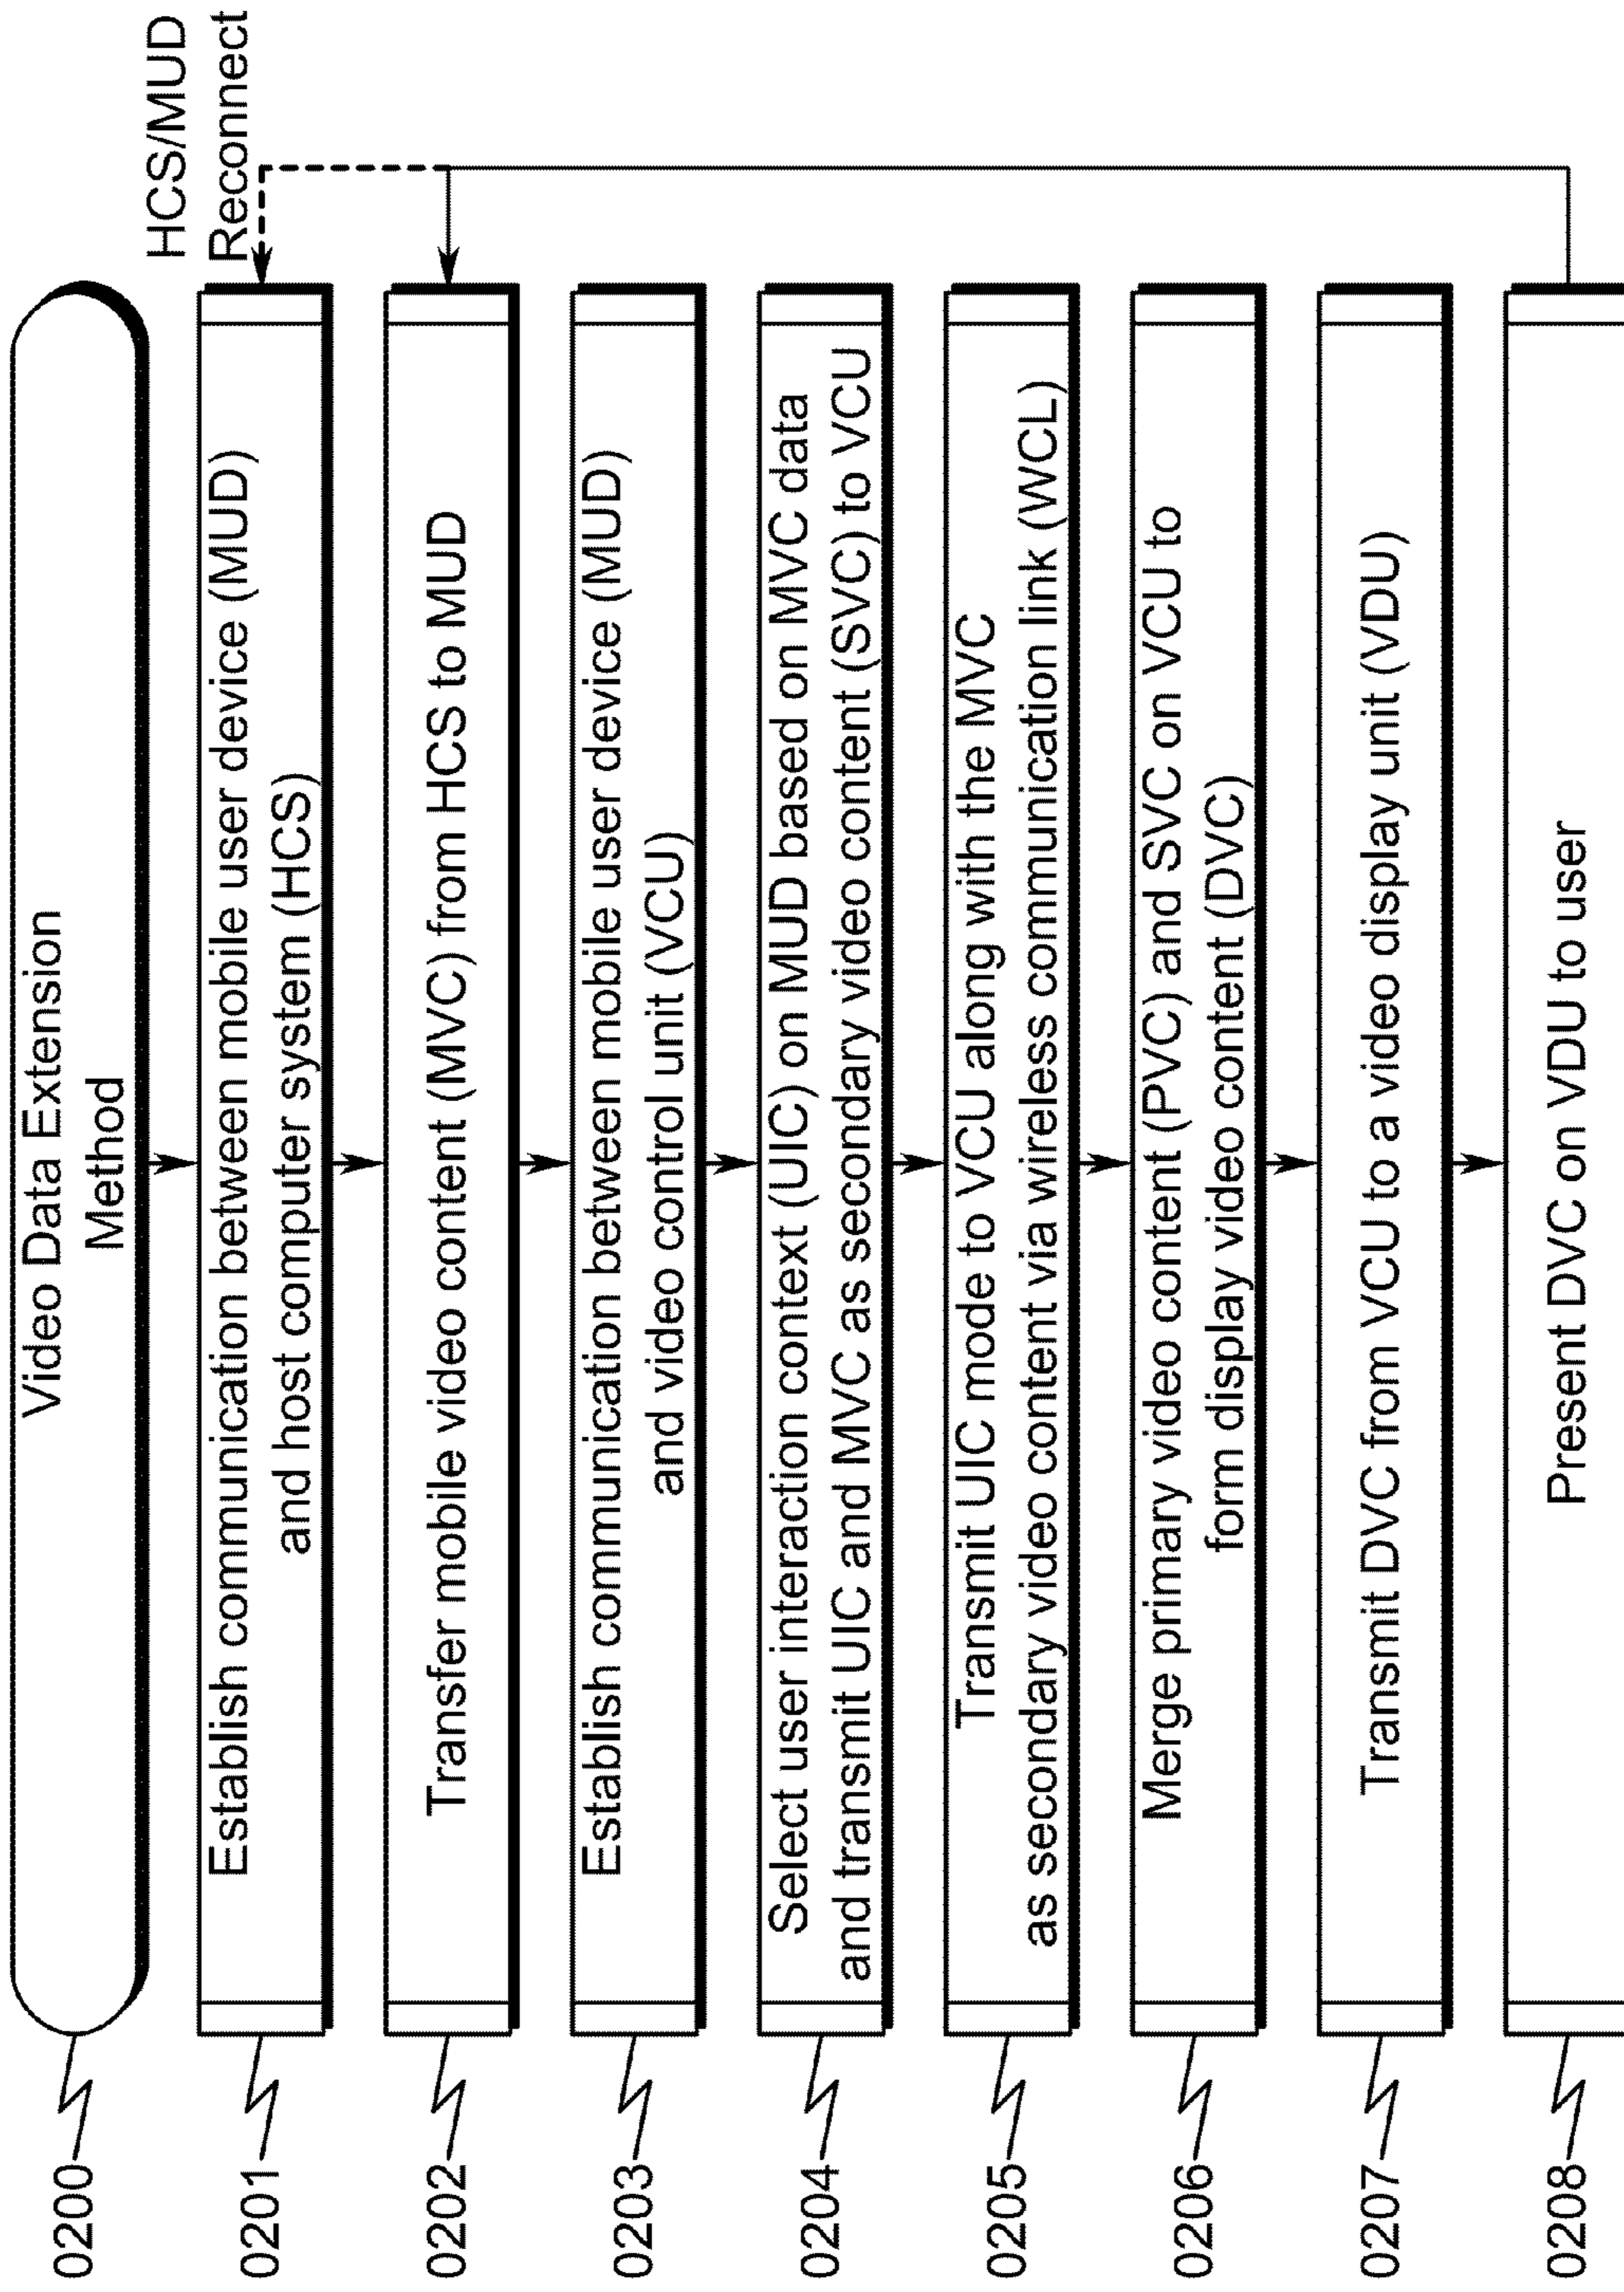 Video Data Extension
Method
0200
HCS/MUD
Reconnect
Establish communication between mobile user device (MUD)
and host computer system (HCS)
0201
Transfer mobile video content (MVC) from HCS to MUD
0202
Establish communication between mobile user device (MUD)
and video control unit (VCU)
0203
Select user interaction context (UIC) on MUD based on MVC data
and transmit UIC and MVC as secondary video content (SVC) to VCU
0204
Transmit UIC mode to VCU along with the MVC
as secondary video content via wireless communication link (WCL)
0205
Merge primary video content (PVC) and SVC on VCU to
form display video content (DVC)
0206
Transmit DVC from VCU to a video display unit (VDU)
0207
Present DVC on VDU to user
0208